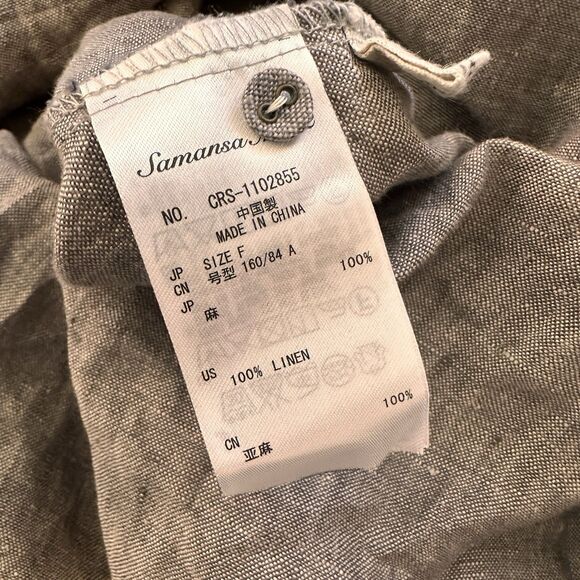 Samansa
NO. CRS-1102855
中国製
MADE IN CHINA
JP SIZE F
CN 号型 160/84 A
JP 麻 100%
US 100% LINEN
CN 亚麻 100%